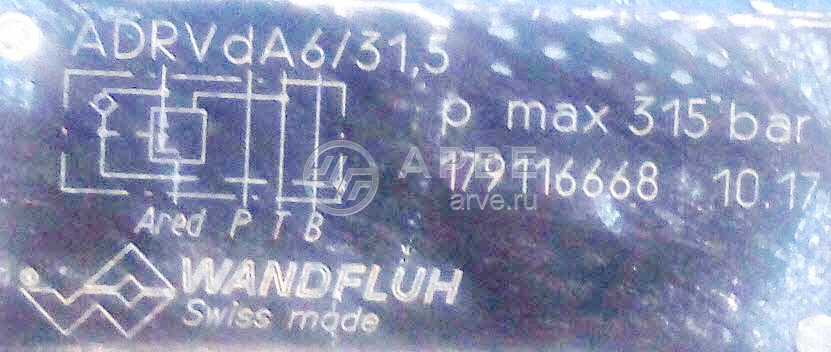 ADRVdA6/31,5
p max 315 bar
АРВЕ
179116668 10.17
arve.ru
Ared P T B
WANDFLUH
Swiss made